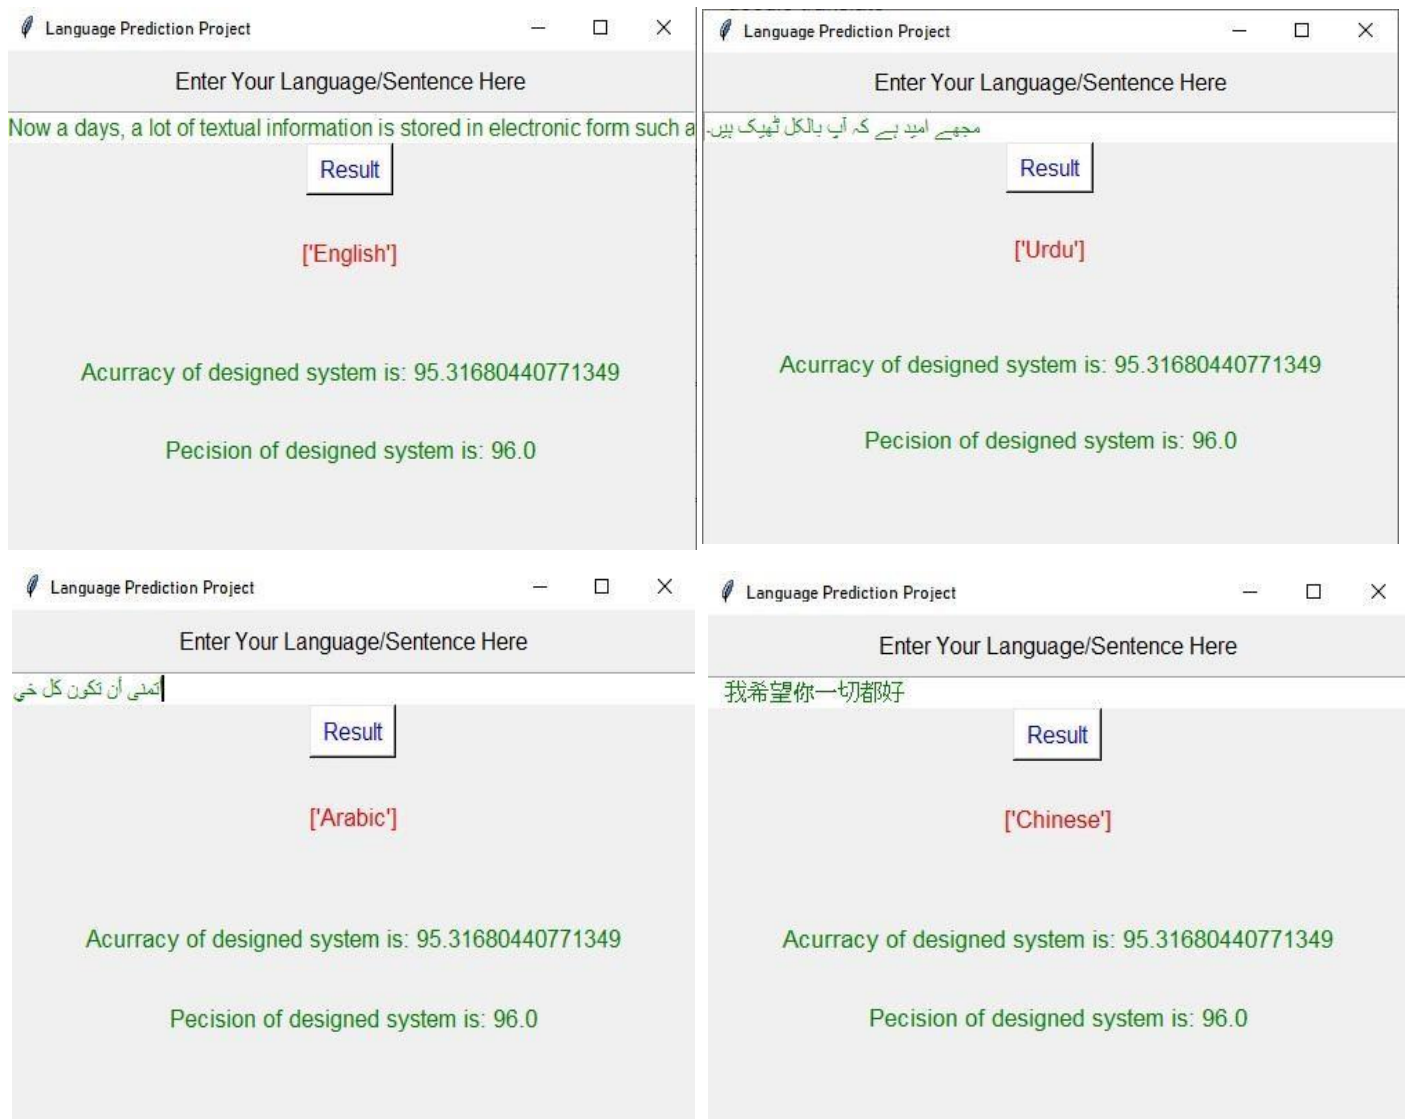 Language Prediction Project
Enter Your Language/Sentence Here
Now a days, a lot of textual information is stored in electronic form such a
Result
['English']
Acurracy of designed system is: 95.31680440771349
Pecision of designed system is: 96.0
Language Prediction Project
Enter Your Language/Sentence Here
مجھے امید ہے کہ آپ بالکل ٹھیک ہیں۔
Result
['Urdu']
Acurracy of designed system is: 95.31680440771349
Pecision of designed system is: 96.0
Language Prediction Project
Enter Your Language/Sentence Here
أتمنى أن تكون كل خي
Result
['Arabic']
Acurracy of designed system is: 95.31680440771349
Pecision of designed system is: 96.0
Language Prediction Project
Enter Your Language/Sentence Here
我希望你一切都好
Result
['Chinese']
Acurracy of designed system is: 95.31680440771349
Pecision of designed system is: 96.0